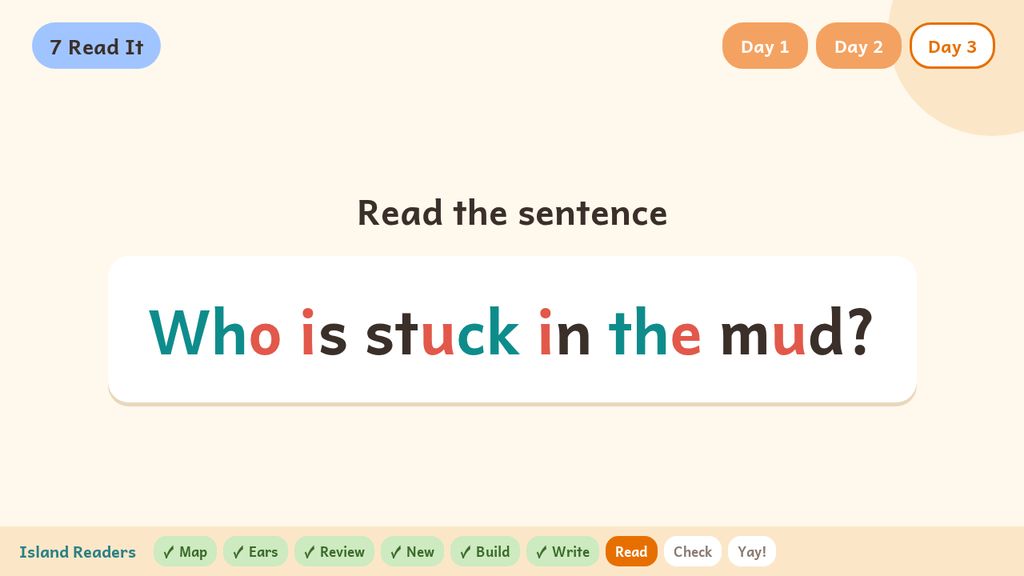 7 Read It
Day 1 Day 2 Day 3
Read the sentence
Who is stuck in the mud?
Island Readers ✓ Map ✓ Ears ✓ Review ✓ New ✓ Build ✓ Write Read Check Yay!